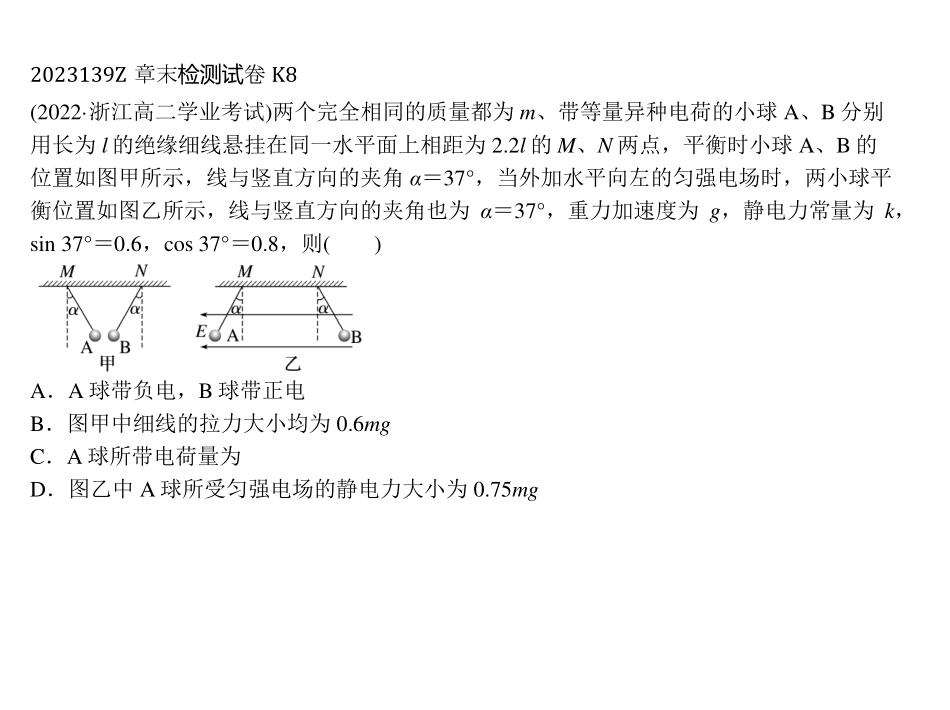 2023139Z 章末检测试卷 K8
(2022·浙江高二学业考试)两个完全相同的质量都为 m、带等量异种电荷的小球 A、B 分别
用长为 l 的绝缘细线悬挂在同一水平面上相距为 2.2l 的 M、N 两点，平衡时小球 A、B 的
位置如图甲所示，线与竖直方向的夹角 α＝37°，当外加水平向左的匀强电场时，两小球平
衡位置如图乙所示，线与竖直方向的夹角也为 α＝37°，重力加速度为 g，静电力常量为 k，
sin 37°＝0.6，cos 37°＝0.8，则(　　)
M N M N
α α α α
A B E A B
甲 乙
A．A 球带负电，B 球带正电
B．图甲中细线的拉力大小均为 0.6mg
C．A 球所带电荷量为
D．图乙中 A 球所受匀强电场的静电力大小为 0.75mg